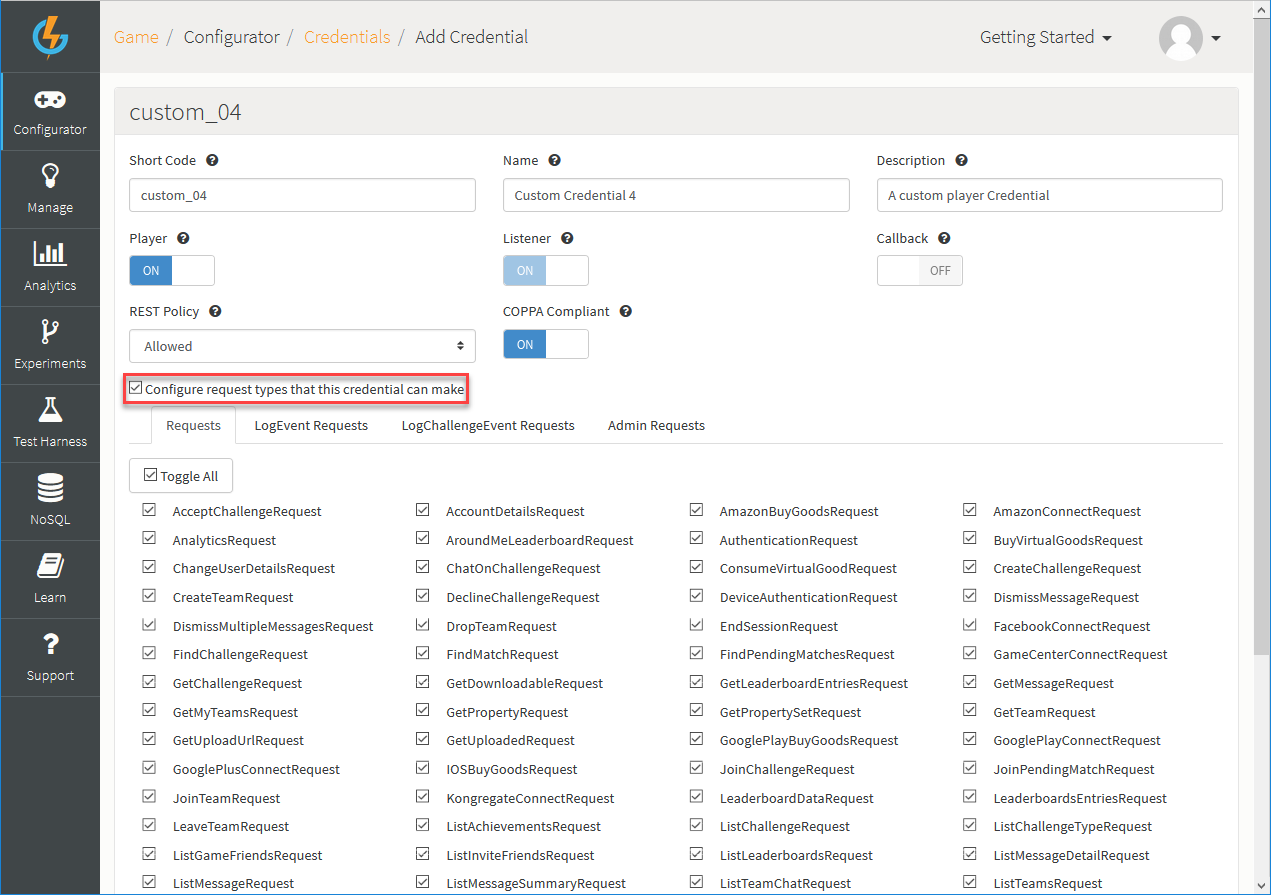 Game / Configurator / Credentials / Add Credential
Getting Started
Configurator
Manage
Analytics
Experiments
Test Harness
NoSQL
Learn
Support
custom_04
Short Code Name Description
custom_04 Custom Credential 4 A custom player Credential
Player Listener Callback
ON ON OFF
REST Policy COPPA Compliant
Allowed ON
Configure request types that this credential can make
Requests LogEvent Requests LogChallengeEvent Requests Admin Requests
Toggle All
AcceptChallengeRequest AccountDetailsRequest AmazonBuyGoodsRequest AmazonConnectRequest
AnalyticsRequest AroundMeLeaderboardRequest AuthenticationRequest BuyVirtualGoodsRequest
ChangeUserDetailsRequest ChatOnChallengeRequest ConsumeVirtualGoodRequest CreateChallengeRequest
CreateTeamRequest DeclineChallengeRequest DeviceAuthenticationRequest DismissMessageRequest
DismissMultipleMessagesRequest DropTeamRequest EndSessionRequest FacebookConnectRequest
FindChallengeRequest FindMatchRequest FindPendingMatchesRequest GameCenterConnectRequest
GetChallengeRequest GetDownloadableRequest GetLeaderboardEntriesRequest GetMessageRequest
GetMyTeamsRequest GetPropertyRequest GetPropertySetRequest GetTeamRequest
GetUploadUrlRequest GetUploadedRequest GooglePlayBuyGoodsRequest GooglePlayConnectRequest
GooglePlusConnectRequest IOSBuyGoodsRequest JoinChallengeRequest JoinPendingMatchRequest
JoinTeamRequest KongregateConnectRequest LeaderboardDataRequest LeaderboardsEntriesRequest
LeaveTeamRequest ListAchievementsRequest ListChallengeRequest ListChallengeTypeRequest
ListGameFriendsRequest ListInviteFriendsRequest ListLeaderboardsRequest ListMessageDetailRequest
ListMessageRequest ListMessageSummaryRequest ListTeamChatRequest ListTeamsRequest